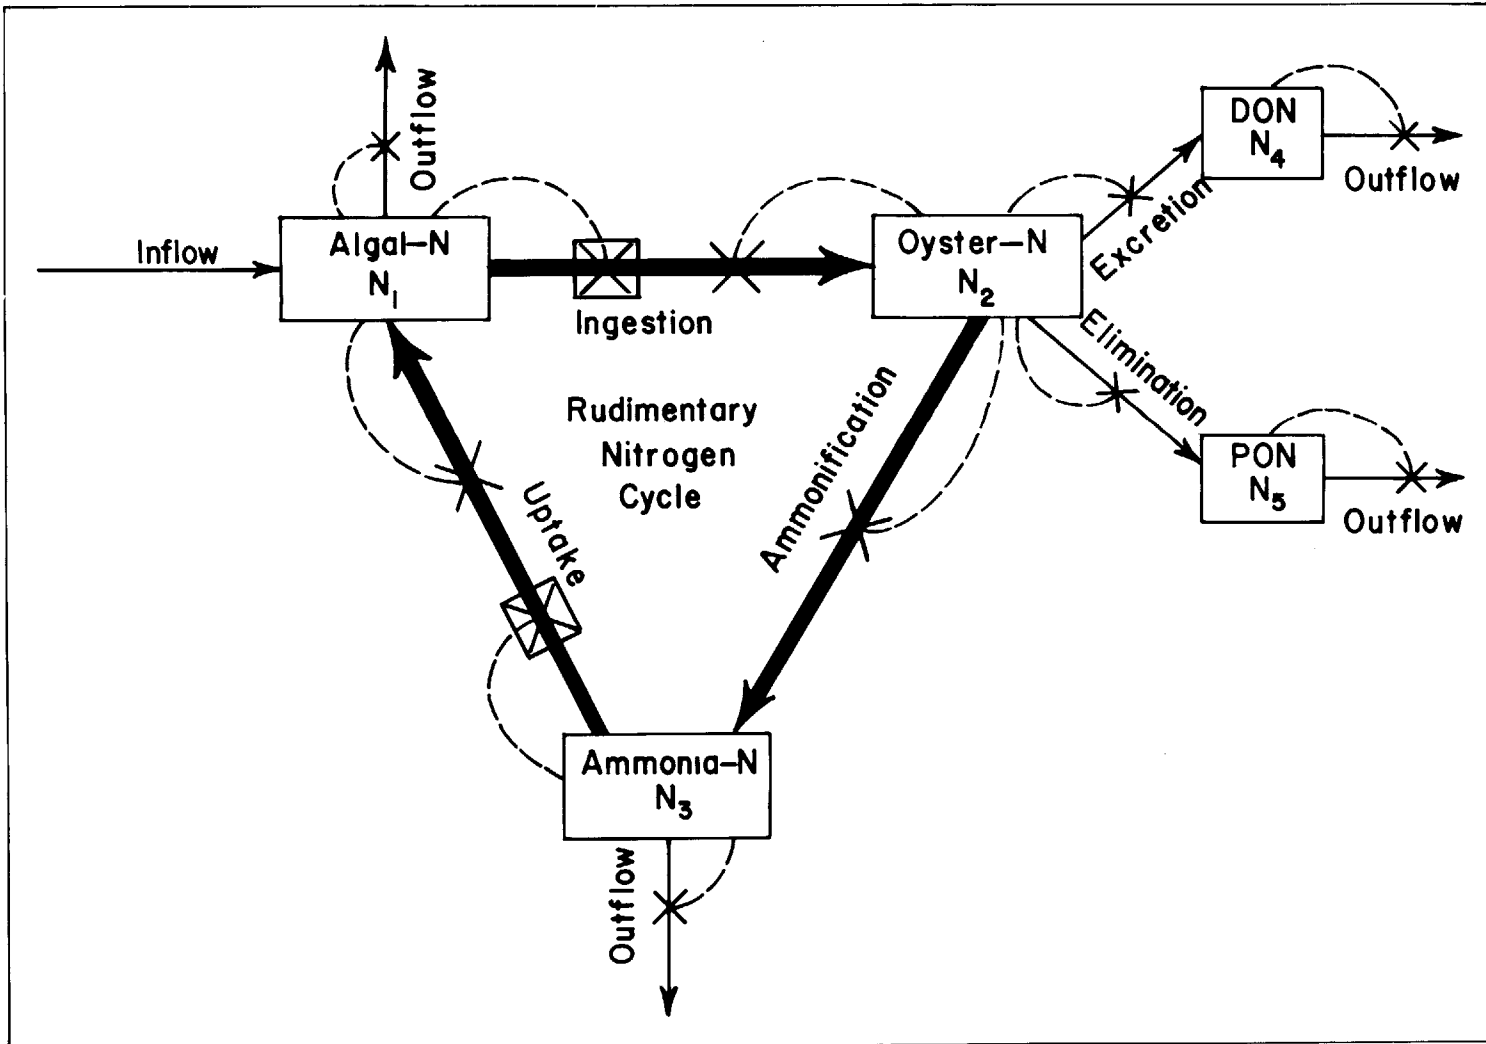 Outflow
DON
N4
Outflow
Inflow
Algal–N
N1
Ingestion
Oyster–N
N2
Excretion
Elimination
Rudimentary
Nitrogen
Cycle
Uptake
Ammonification
PON
N5
Outflow
Ammonia–N
N3
Outflow